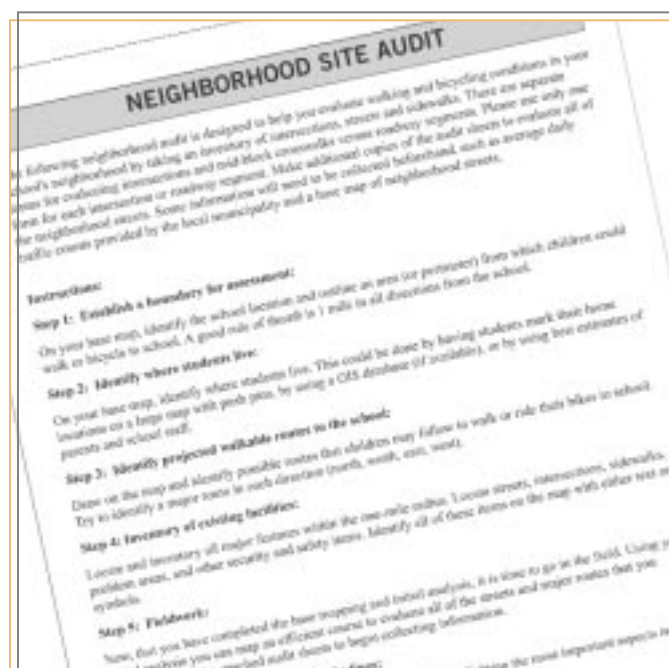 NEIGHBORHOOD SITE AUDIT
following neighborhood audit is designed to help you evaluate walking and bicycling conditions in your
school's neighborhood by taking an inventory of intersections, streets and sidewalks. There are separate
for evaluating intersections and mid-block crosswalks versus roadway segments. Please use only one
form for each intersection or roadway segment. Make additional copies of the audit sheets to evaluate all of
the neighborhood streets. Some information will need to be collected beforehand, such as average daily
traffic counts provided by the local municipality and a base map of neighborhood streets.
Instructions:
Step 1: Establish a boundary for assessment:
On your base map, identify the school location and outline an area (or perimeter) from which children could
walk or bicycle to school. A good rule of thumb is 1 mile in all directions from the school.
Step 2: Identify where students live:
On your base map, identify where students live. This could be done by having students mark their home
locations on a large map with push pins, by using a GIS database (if available), or by using best estimates of
parents and school staff.
Step 3: Identify projected walkable routes to the school:
Draw on the map and identify possible routes that children may follow to walk or ride their bikes to school.
Try to identify a major route in each direction (north, south, east, west).
Step 4: Inventory of existing facilities:
Locate and inventory all major features within the one-mile radius. Locate streets, intersections, sidewalks,
problem areas, and other security and safety items. Identify all of these items on the map with either text or
symbols.
Step 5: Fieldwork:
Now, that you have completed the base mapping and initial analysis, it is time to go in the field. Using
analysis you can map an efficient course to evaluate all of the streets and major routes that you
audit sheets to begin collecting information.
the most important aspects